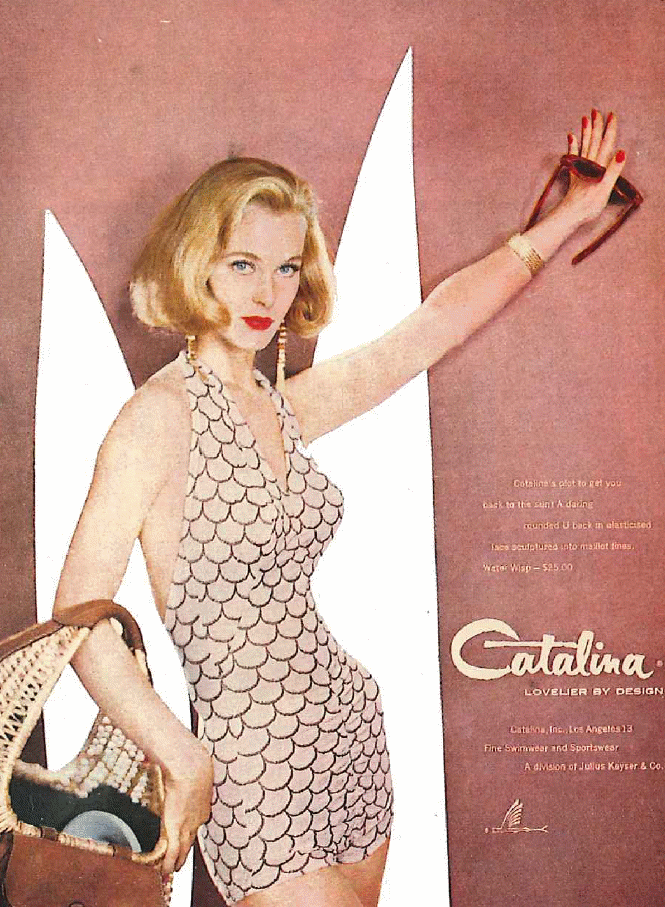 Catalina's plot to get you
back to the sun! A daring
rounded U back in elasticised
lace sculptured into maillot lines.
Water Wisp — $25.00
Catalina®
LOVELIER BY DESIGN
Catalina, Inc., Los Angeles 13
Fine Swimwear and Sportswear
A division of Julius Kayser & Co.